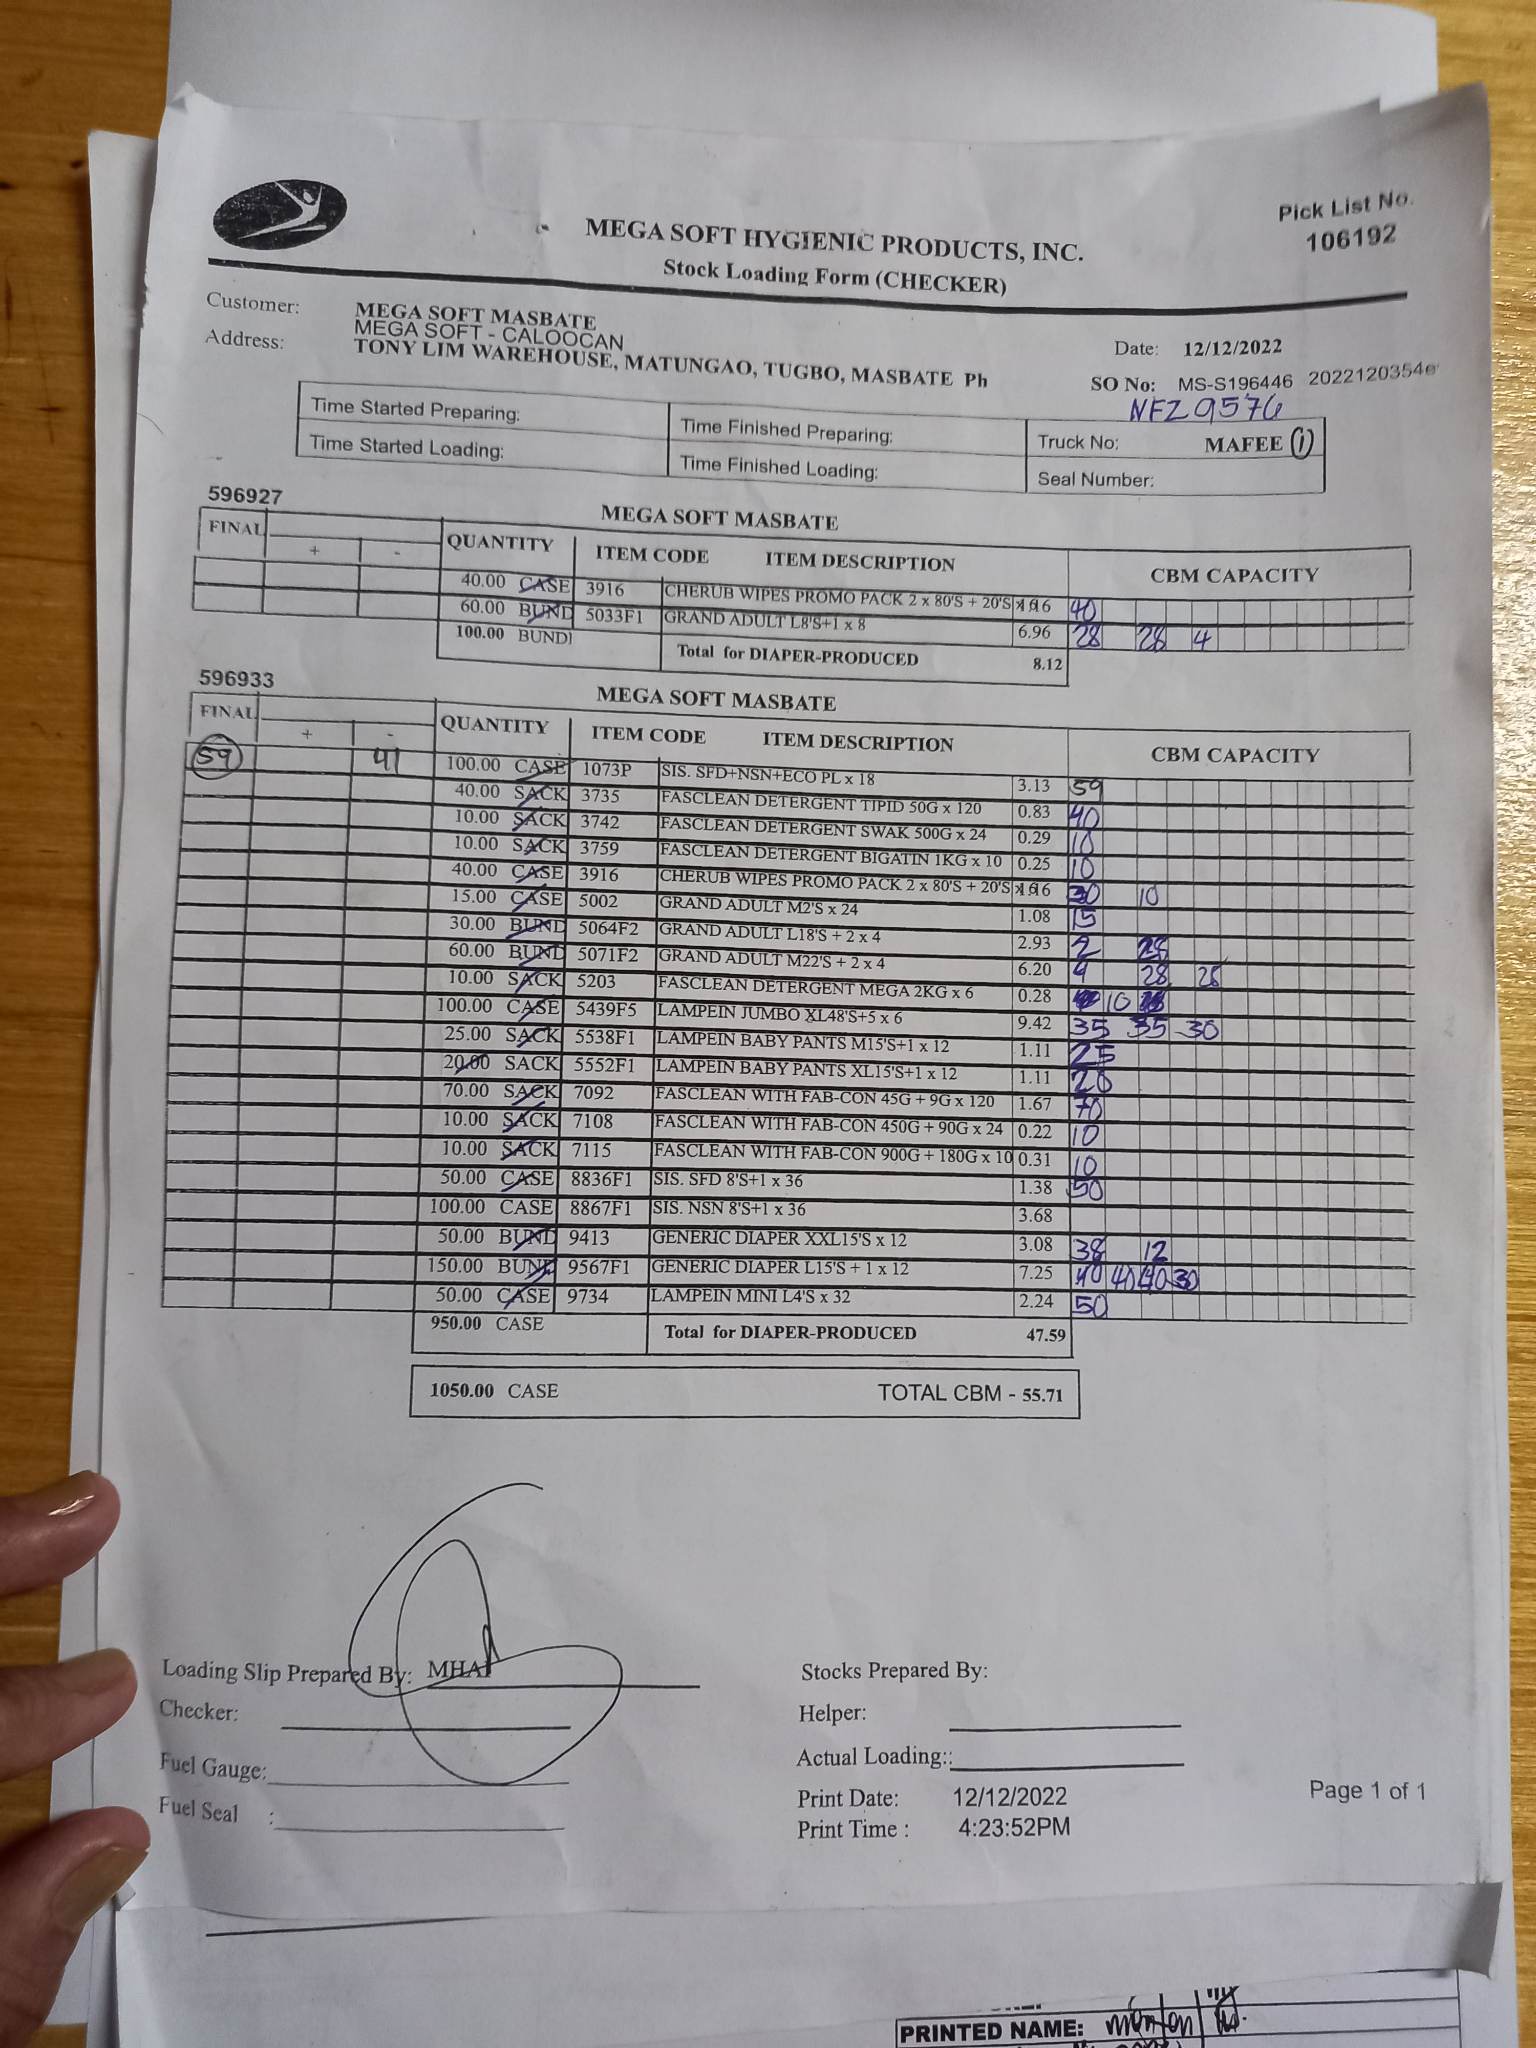 Pick List No.
106192
MEGA SOFT HYGIENIC PRODUCTS, INC.
Stock Loading Form (CHECKER)
Customer: MEGA SOFT MASBATE
MEGA SOFT - CALOOCAN
Address: TONY LIM WAREHOUSE, MATUNGAO, TUGBO, MASBATE Ph
Date: 12/12/2022
SO No: MS-S196446 2022120354e
NFZ 9576
Time Started Preparing: Time Finished Preparing: Truck No: MAFEE 1
Time Started Loading: Time Finished Loading: Seal Number:
596927 MEGA SOFT MASBATE
FINAL + - QUANTITY ITEM CODE ITEM DESCRIPTION CBM CAPACITY
40.00 CASE 3916 CHERUB WIPES PROMO PACK 2 x 80'S + 20'S 40
60.00 BUND 5033F1 GRAND ADULT L8'S+1 x 8 6.96 28 28 4
100.00 BUNDI Total for DIAPER-PRODUCED 8.12
596933 MEGA SOFT MASBATE
FINAL + - QUANTITY ITEM CODE ITEM DESCRIPTION CBM CAPACITY
59 41 100.00 CASE 1073P SIS. SFD+NSN+ECO PL x 18 3.13 59
40.00 SACK 3735 FASCLEAN DETERGENT TIPID 50G x 120 0.83 40
10.00 SACK 3742 FASCLEAN DETERGENT SWAK 500G x 24 0.29 10
10.00 SACK 3759 FASCLEAN DETERGENT BIGATIN 1KG x 10 0.25 10
40.00 CASE 3916 CHERUB WIPES PROMO PACK 2 x 80'S + 20'S 30 10
15.00 CASE 5002 GRAND ADULT M2'S x 24 1.08 15
30.00 BUND 5064F2 GRAND ADULT L18'S + 2 x 4 2.93 2 28
60.00 BUND 5071F2 GRAND ADULT M22'S + 2 x 4 6.20 4 28 28
10.00 SACK 5203 FASCLEAN DETERGENT MEGA 2KG x 6 0.28 10
100.00 CASE 5439F5 LAMPEIN JUMBO XL48'S+5 x 6 9.42 35 35 30
25.00 SACK 5538F1 LAMPEIN BABY PANTS M15'S+1 x 12 1.11 25
20.00 SACK 5552F1 LAMPEIN BABY PANTS XL15'S+1 x 12 1.11 20
70.00 SACK 7092 FASCLEAN WITH FAB-CON 45G + 9G x 120 1.67 70
10.00 SACK 7108 FASCLEAN WITH FAB-CON 450G + 90G x 24 0.22 10
10.00 SACK 7115 FASCLEAN WITH FAB-CON 900G + 180G x 10 0.31 10
50.00 CASE 8836F1 SIS. SFD 8'S+1 x 36 1.38 50
100.00 CASE 8867F1 SIS. NSN 8'S+1 x 36 3.68
50.00 BUND 9413 GENERIC DIAPER XXL15'S x 12 3.08 38 12
150.00 BUND 9567F1 GENERIC DIAPER L15'S + 1 x 12 7.25 40 40 40 30
50.00 CASE 9734 LAMPEIN MINI L4'S x 32 2.24 50
950.00 CASE Total for DIAPER-PRODUCED 47.59
1050.00 CASE TOTAL CBM - 55.71
Loading Slip Prepared By: Stocks Prepared By:
Checker: Helper:
Fuel Gauge: Actual Loading::
Fuel Seal : Print Date: 12/12/2022
Print Time : 4:23:52PM
Page 1 of 1
PRINTED NAME: